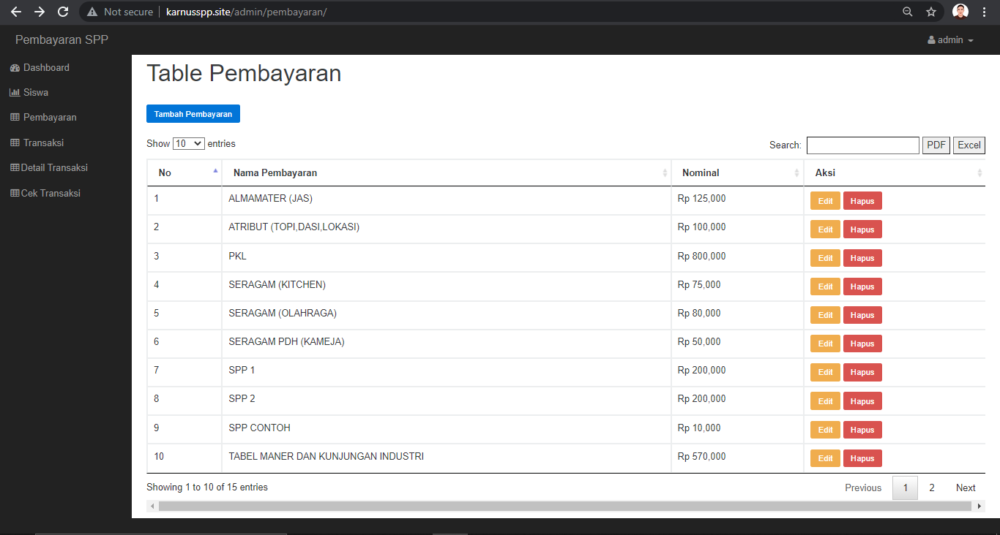 Not secure karnusspp.site/admin/pembayaran/
Pembayaran SPP admin
Dashboard
Siswa
Pembayaran
Transaksi
Detail Transaksi
Cek Transaksi
Table Pembayaran
Tambah Pembayaran
Show 10 entries Search: PDF Excel
No Nama Pembayaran Nominal Aksi
1 ALMAMATER (JAS) Rp 125,000 Edit Hapus
2 ATRIBUT (TOPI,DASI,LOKASI) Rp 100,000 Edit Hapus
3 PKL Rp 800,000 Edit Hapus
4 SERAGAM (KITCHEN) Rp 75,000 Edit Hapus
5 SERAGAM (OLAHRAGA) Rp 80,000 Edit Hapus
6 SERAGAM PDH (KAMEJA) Rp 50,000 Edit Hapus
7 SPP 1 Rp 200,000 Edit Hapus
8 SPP 2 Rp 200,000 Edit Hapus
9 SPP CONTOH Rp 10,000 Edit Hapus
10 TABEL MANER DAN KUNJUNGAN INDUSTRI Rp 570,000 Edit Hapus
Showing 1 to 10 of 15 entries Previous 1 2 Next